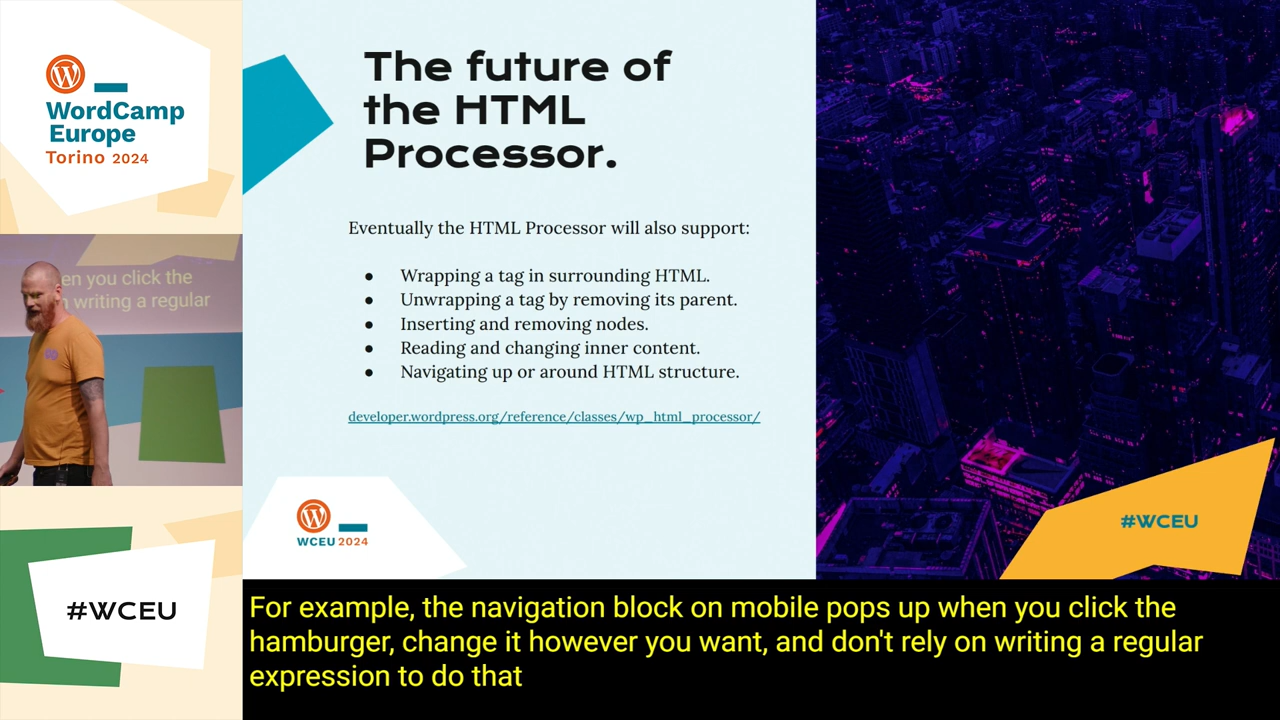 WordCamp
Europe
Torino 2024
en you click the
n writing a regular
#WCEU
The future of
the HTML
Processor.
Eventually the HTML Processor will also support:
● Wrapping a tag in surrounding HTML.
● Unwrapping a tag by removing its parent.
● Inserting and removing nodes.
● Reading and changing inner content.
● Navigating up or around HTML structure.
developer.wordpress.org/reference/classes/wp_html_processor/
WCEU 2024
#WCEU
For example, the navigation block on mobile pops up when you click the
hamburger, change it however you want, and don't rely on writing a regular
expression to do that